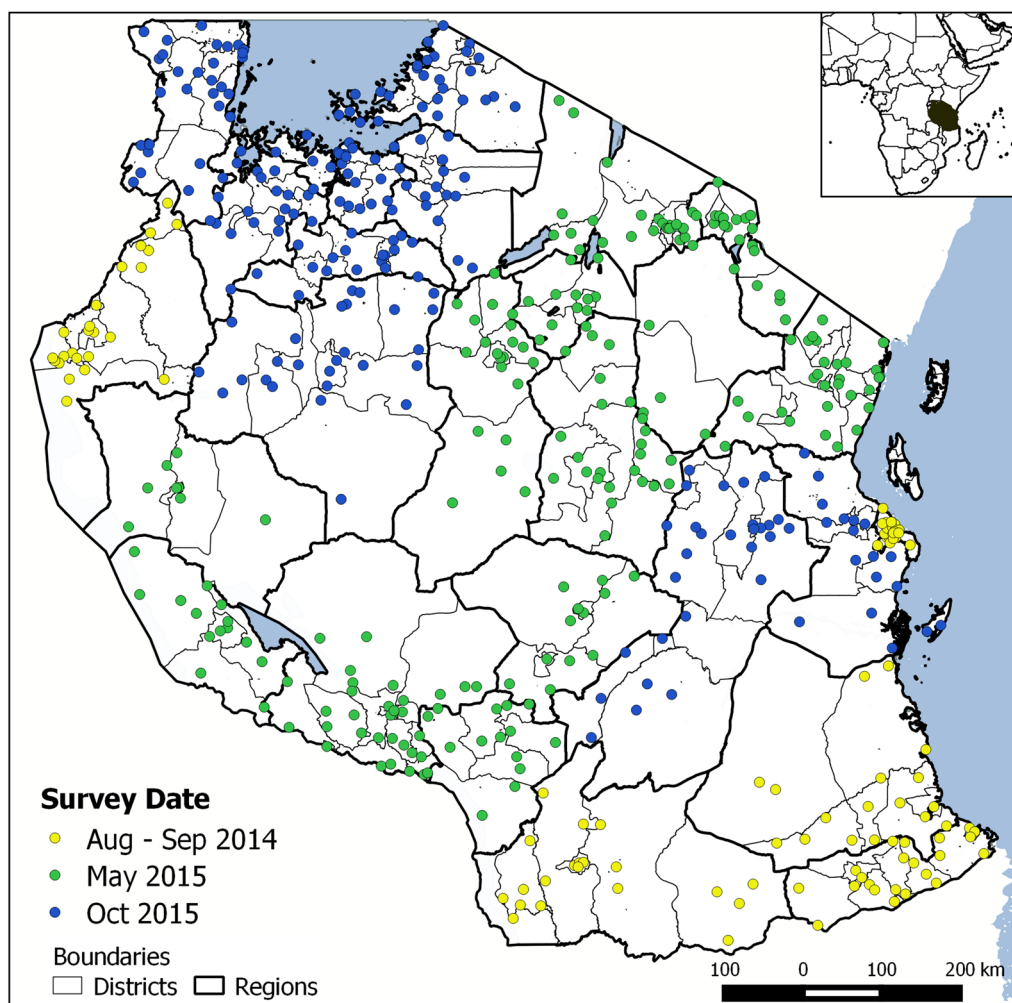 Survey Date
Aug - Sep 2014
May 2015
Oct 2015
Boundaries
Districts Regions
100 0 100 200 km